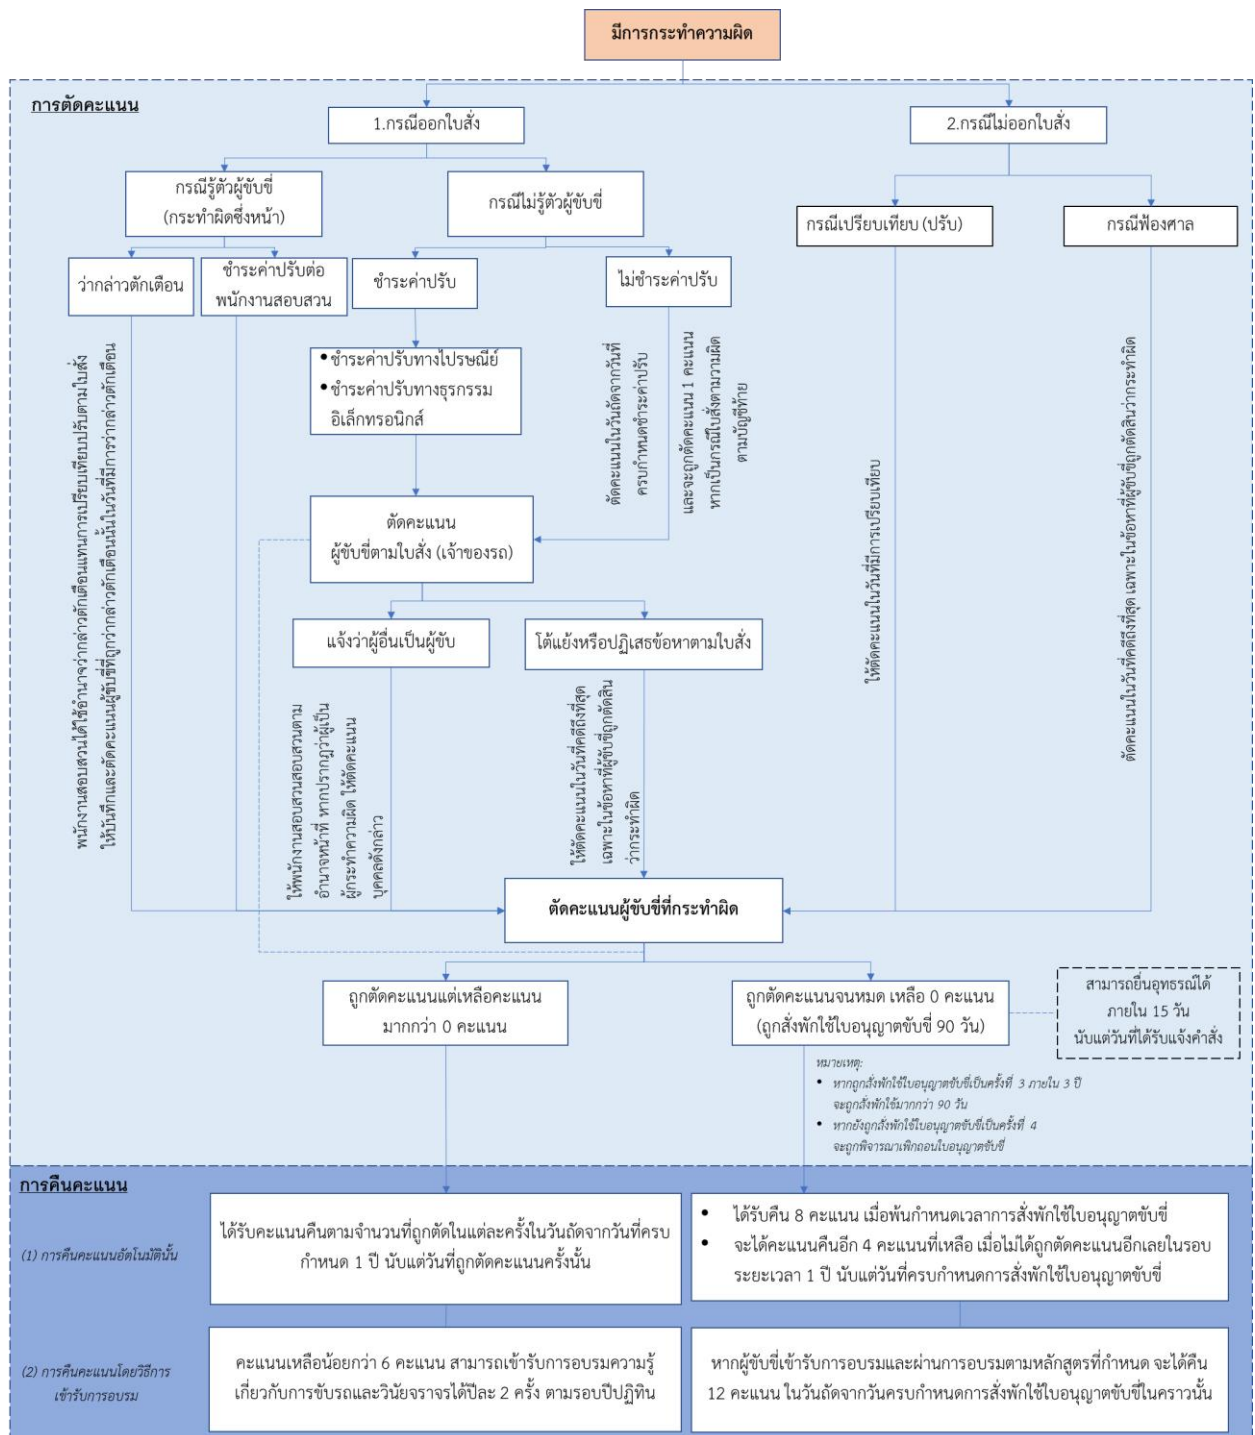 มีการกระทำความผิด
การตัดคะแนน
1.กรณีออกใบสั่ง
2.กรณีไม่ออกใบสั่ง
กรณีรู้ตัวผู้ขับขี่
(กระทำผิดซึ่งหน้า)
กรณีไม่รู้ตัวผู้ขับขี่
กรณีเปรียบเทียบ (ปรับ)
กรณีฟ้องศาล
ว่ากล่าวตักเตือน
ชำระค่าปรับต่อ
พนักงานสอบสวน
ชำระค่าปรับ
ไม่ชำระค่าปรับ
• ชำระค่าปรับทางไปรษณีย์
• ชำระค่าปรับทางธุรกรรม
อิเล็กทรอนิกส์
ตัดคะแนนในวันถัดจากวันที่
ครบกำหนดชำระค่าปรับ
และจะถูกตัดคะแนน 1 คะแนน
หากเป็นกรณีใบสั่งตามความผิด
ตามบัญชีท้าย
พนักงานสอบสวนได้ใช้อำนาจว่ากล่าวตักเตือนแทนการเปรียบเทียบปรับตามใบสั่ง
ให้บันทึกและตัดคะแนนผู้ขับขี่ที่ถูกว่ากล่าวตักเตือนนั้นในวันที่มีการว่ากล่าวตักเตือน
ให้ตัดคะแนนในวันที่มีการเปรียบเทียบ
ตัดคะแนนในวันที่คดีถึงที่สุด เฉพาะในข้อหาที่ผู้ขับขี่ถูกตัดสินว่ากระทำผิด
ตัดคะแนน
ผู้ขับขี่ตามใบสั่ง (เจ้าของรถ)
แจ้งว่าผู้อื่นเป็นผู้ขับ
โต้แย้งหรือปฏิเสธข้อหาตามใบสั่ง
ให้พนักงานสอบสวนสอบสวนตาม
อำนาจหน้าที่ หากปรากฏว่าผู้เป็น
ผู้กระทำความผิด ให้ตัดคะแนน
บุคคลดังกล่าว
ให้ตัดคะแนนในวันที่คดีถึงที่สุด
เฉพาะในข้อหาที่ผู้ขับขี่ถูกตัดสิน
ว่ากระทำผิด
ตัดคะแนนผู้ขับขี่ที่กระทำผิด
ถูกตัดคะแนนแต่เหลือคะแนน
มากกว่า 0 คะแนน
ถูกตัดคะแนนจนหมด เหลือ 0 คะแนน
(ถูกสั่งพักใช้ใบอนุญาตขับขี่ 90 วัน)
สามารถยื่นอุทธรณ์ได้
ภายใน 15 วัน
นับแต่วันที่ได้รับแจ้งคำสั่ง
หมายเหตุ:
• หากถูกสั่งพักใช้ใบอนุญาตขับขี่เป็นครั้งที่ 3 ภายใน 3 ปี
จะถูกสั่งพักใช้มากกว่า 90 วัน
• หากยังถูกสั่งพักใช้ใบอนุญาตขับขี่เป็นครั้งที่ 4
จะถูกพิจารณาเพิกถอนใบอนุญาตขับขี่
การคืนคะแนน
(1) การคืนคะแนนอัตโนมัตินั้น
ได้รับคะแนนคืนตามจำนวนที่ถูกตัดในแต่ละครั้งในวันถัดจากวันที่ครบ
กำหนด 1 ปี นับแต่วันที่ถูกตัดคะแนนครั้งนั้น
• ได้รับคืน 8 คะแนน เมื่อพ้นกำหนดเวลาการสั่งพักใช้ใบอนุญาตขับขี่
• จะได้คะแนนคืนอีก 4 คะแนนที่เหลือ เมื่อไม่ได้ถูกตัดคะแนนอีกเลยในรอบ
ระยะเวลา 1 ปี นับแต่วันที่ครบกำหนดการสั่งพักใช้ใบอนุญาตขับขี่
(2) การคืนคะแนนโดยวิธีการ
เข้ารับการอบรม
คะแนนเหลือน้อยกว่า 6 คะแนน สามารถเข้ารับการอบรมความรู้
เกี่ยวกับการขับรถและวินัยจราจรได้ปีละ 2 ครั้ง ตามรอบปีปฏิทิน
หากผู้ขับขี่เข้ารับการอบรมและผ่านการอบรมตามหลักสูตรที่กำหนด จะได้คืน
12 คะแนน ในวันถัดจากวันครบกำหนดการสั่งพักใช้ใบอนุญาตขับขี่ในคราวนั้น